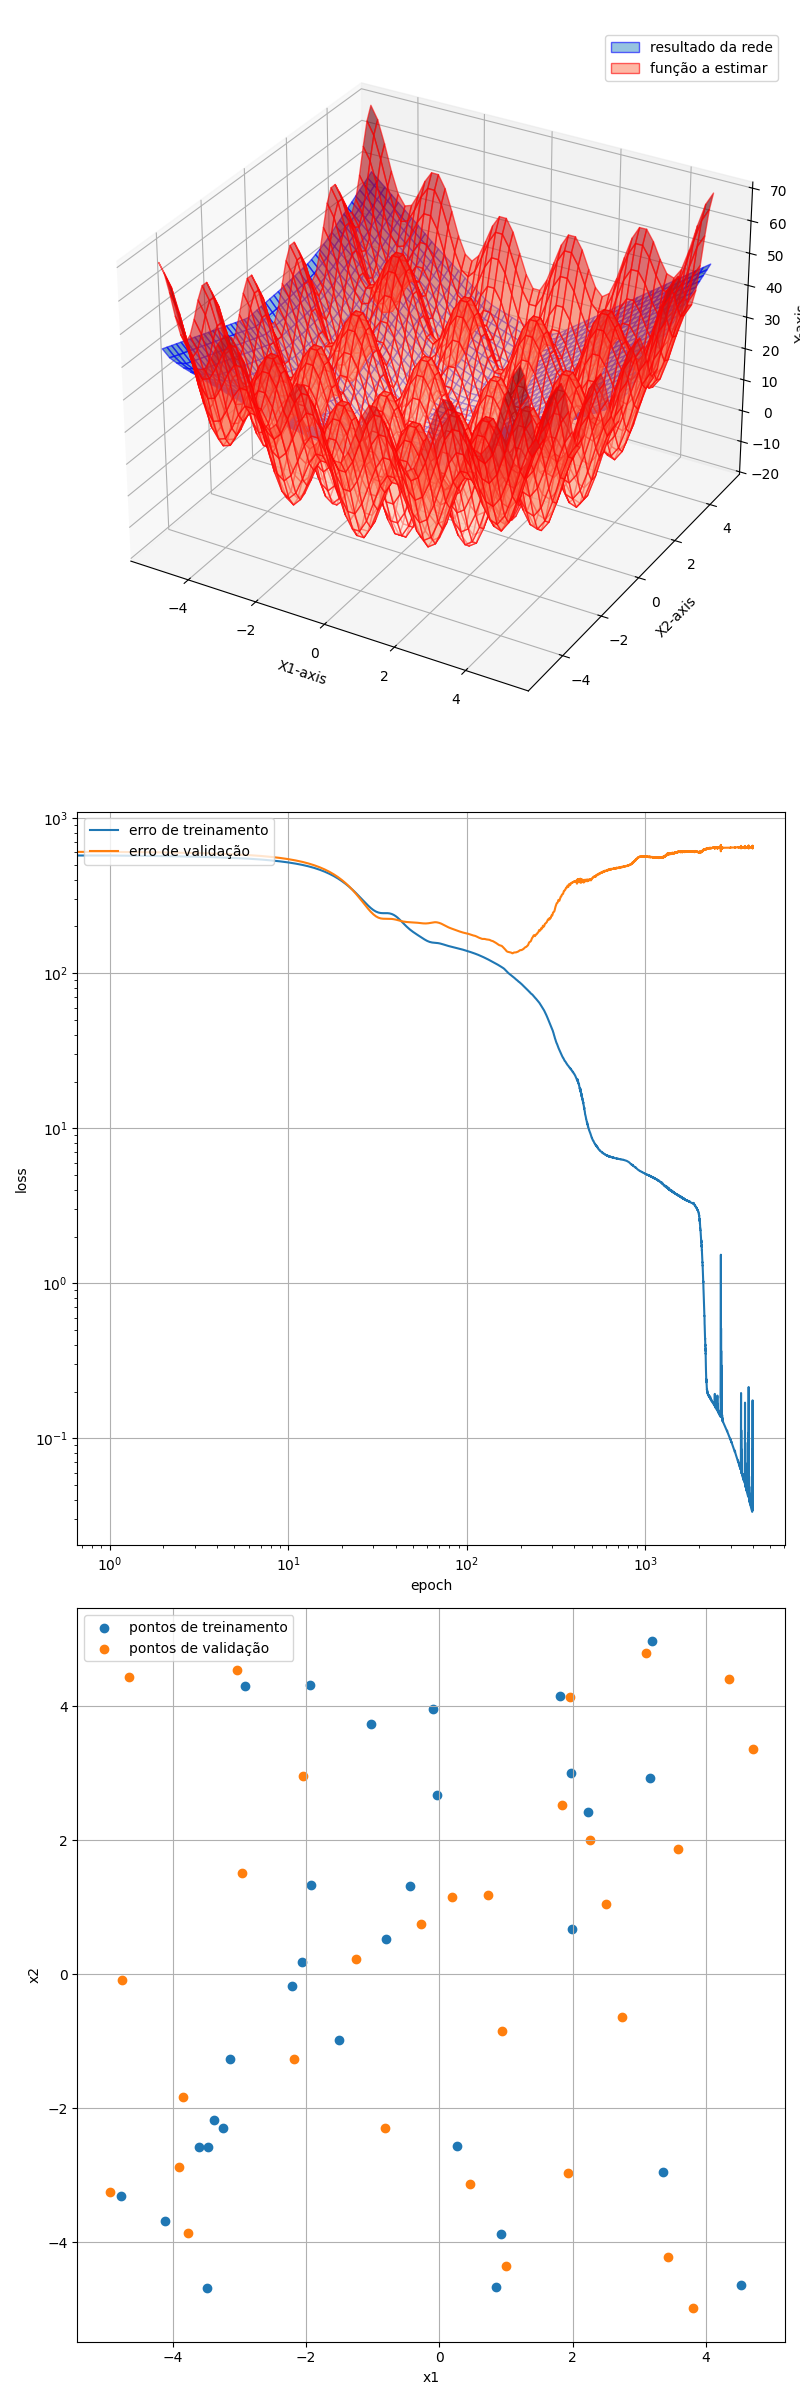 resultado da rede
função a estimar
70
60
50
40
30
20
10
0
−10
−20
4
2
0
−2
−4
X2-axis
−4
−2
0
2
4
X1-axis
erro de treinamento
erro de validação
10³
10²
10¹
10⁰
10⁻¹
loss
10⁰ 10¹ 10² 10³
epoch
pontos de treinamento
pontos de validação
4
2
0
−2
−4
x2
−4 −2 0 2 4
x1